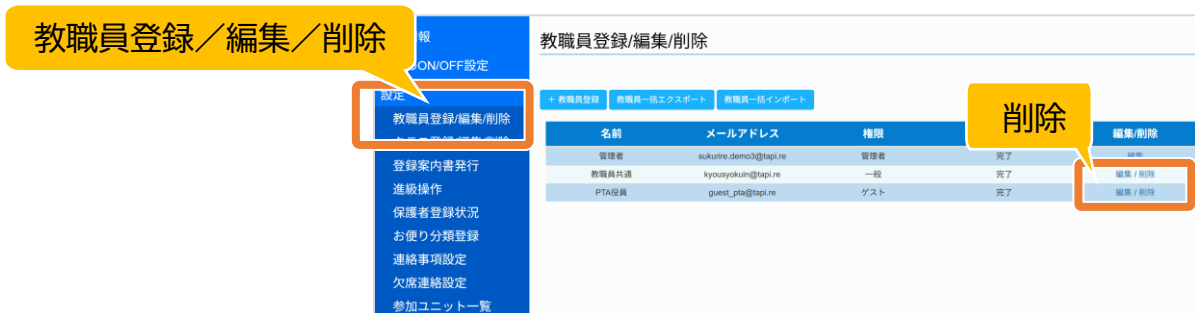 教職員登録／編集／削除
報
ON/OFF設定
設定
教職員登録/編集/削除
登録案内書発行
進級操作
保護者登録状況
お便り分類登録
連絡事項設定
欠席連絡設定
参加ユニット一覧
教職員登録/編集/削除
+ 教職員登録 教職員一括エクスポート 教職員一括インポート
削除
名前 メールアドレス 権限 編集/削除
管理者 sukurire.demo3@tapi.re 管理者 完了 編集
教職員共通 kyousyokuin@tapi.re 一般 完了 編集 / 削除
PTA役員 guest_pta@tapi.re ゲスト 完了 編集 / 削除